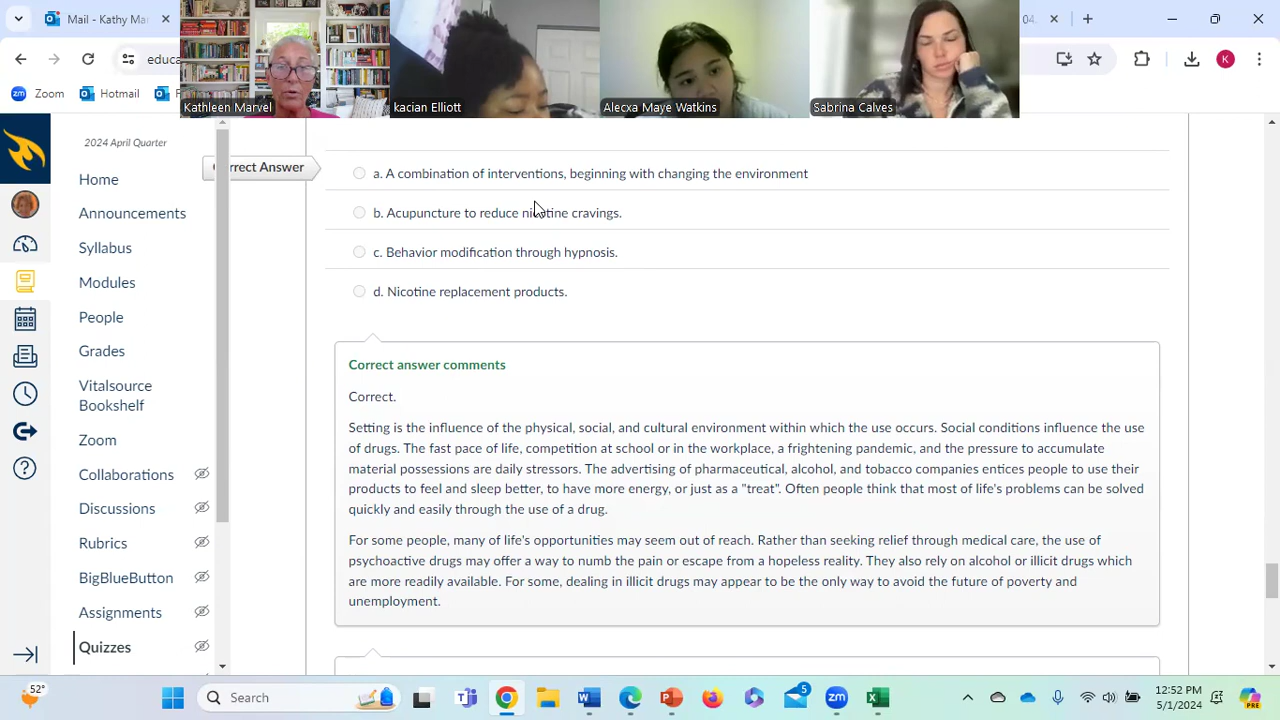 Mail - Kathy Mar
04.
educa
Zoom
Hotmail
Kathleen Marvel
kacian Elliott
Alecxa Waye Watkins
Sabrina Calves
K
2024 April Quarter
Home
Announcements
Syllabus
Modules
People
Grades
Vitalsource
Bookshelf
Zoom
Collaborations
Discussions
Rubrics
BigBlueButton
Assignments
Quizzes
rrect Answer
a. A combination of interventions, beginning with changing the environment
b. Acupuncture to reduce nicotine cravings.
c. Behavior modification through hypnosis.
d. Nicotine replacement products.
Correct answer comments
Correct.
Setting is the influence of the physical, social, and cultural environment within which the use occurs. Social conditions influence the use
of drugs. The fast pace of life, competition at school or in the workplace, a frightening pandemic, and the pressure to accumulate
material possessions are daily stressors. The advertising of pharmaceutical, alcohol, and tobacco companies entices people to use their
products to feel and sleep better, to have more energy, or just as a "treat". Often people think that most of life's problems can be solved
quickly and easily through the use of a drug.
For some people, many of life's opportunities may seem out of reach. Rather than seeking relief through medical care, the use of
psychoactive drugs may offer a way to numb the pain or escape from a hopeless reality. They also rely on alcohol or illicit drugs which
are more readily available. For some, dealing in illicit drugs may appear to be the only way to avoid the future of poverty and
unemployment.
52°
Search
5
12:52 PM
5/1/2024
PRE